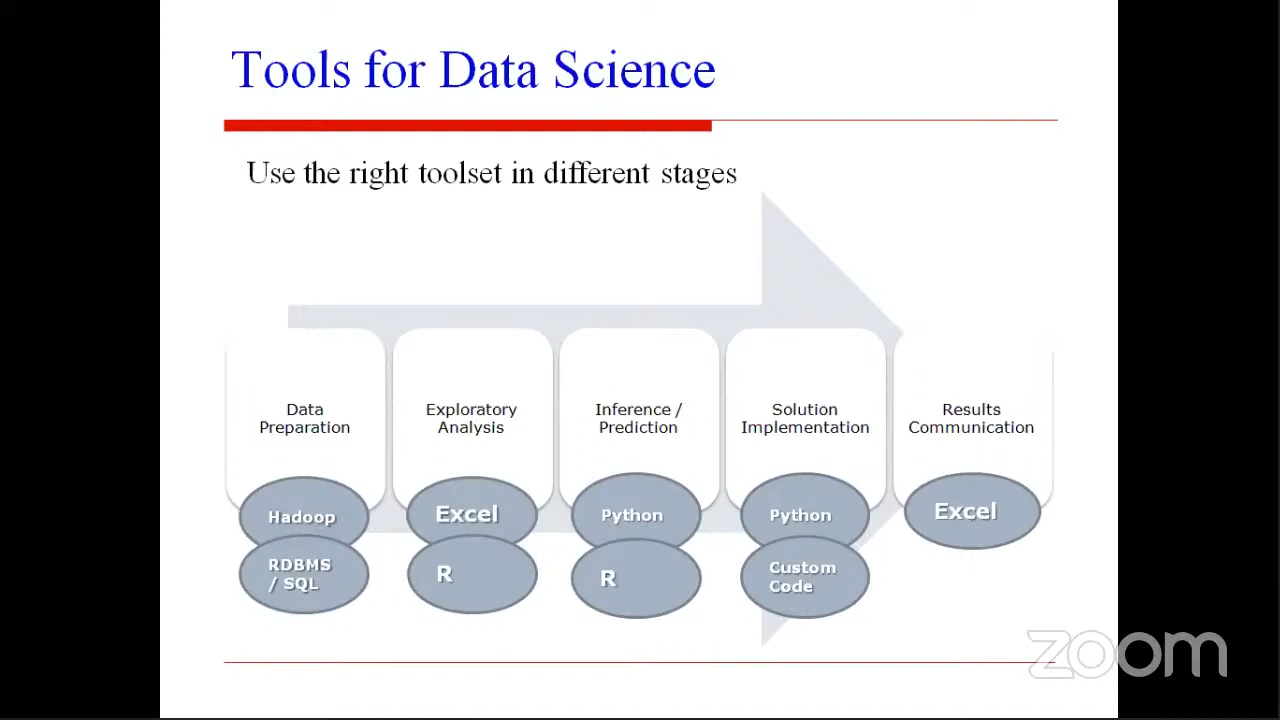 Tools for Data Science
Use the right toolset in different stages
Data
Preparation
Exploratory
Analysis
Inference /
Prediction
Solution
Implementation
Results
Communication
Hadoop
Excel
Python
Python
Excel
RDBMS
/ SQL
R
R
Custom
Code
zoom